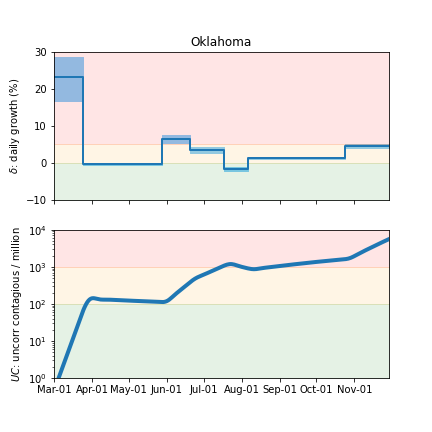 Oklahoma
δ: daily growth (%)
30
20
10
0
−10
UC: uncorr contagious / million
10⁴
10³
10²
10¹
10⁰
Mar-01 Apr-01 May-01 Jun-01 Jul-01 Aug-01 Sep-01 Oct-01 Nov-01